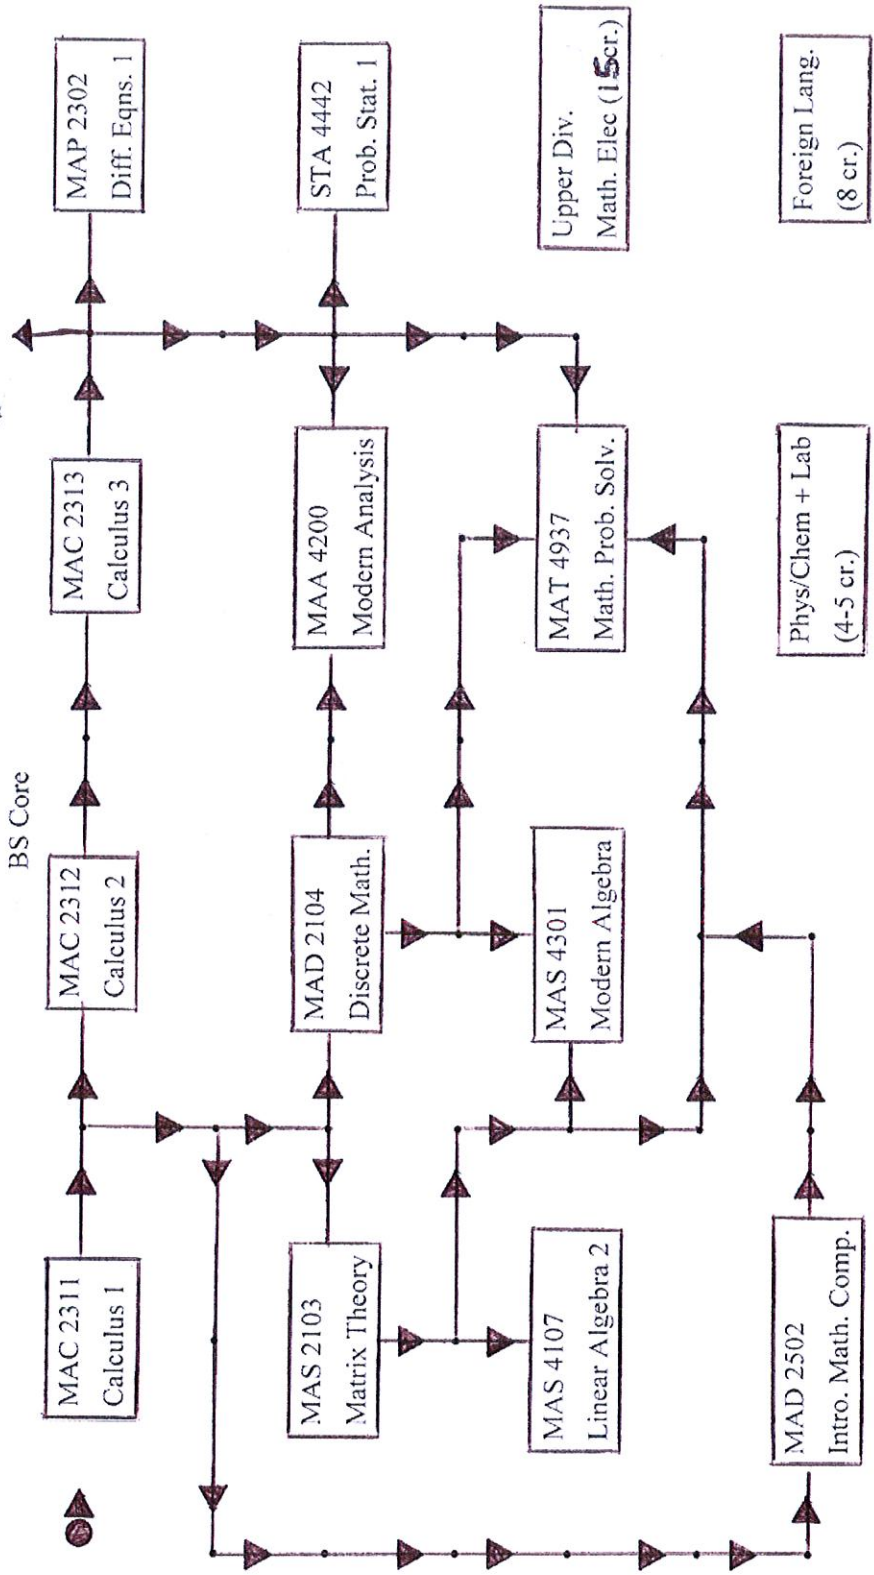 BS Core
MAC 2311
Calculus 1
MAC 2312
Calculus 2
MAC 2313
Calculus 3
MAP 2302
Diff. Eqns. 1
MAS 2103
Matrix Theory
MAD 2104
Discrete Math.
MAA 4200
Modern Analysis
STA 4442
Prob. Stat. 1
MAS 4107
Linear Algebra 2
MAS 4301
Modern Algebra
MAT 4937
Math. Prob. Solv.
Upper Div.
Math. Elec (15cr.)
MAD 2502
Intro. Math. Comp.
Phys/Chem + Lab
(4-5 cr.)
Foreign Lang.
(8 cr.)